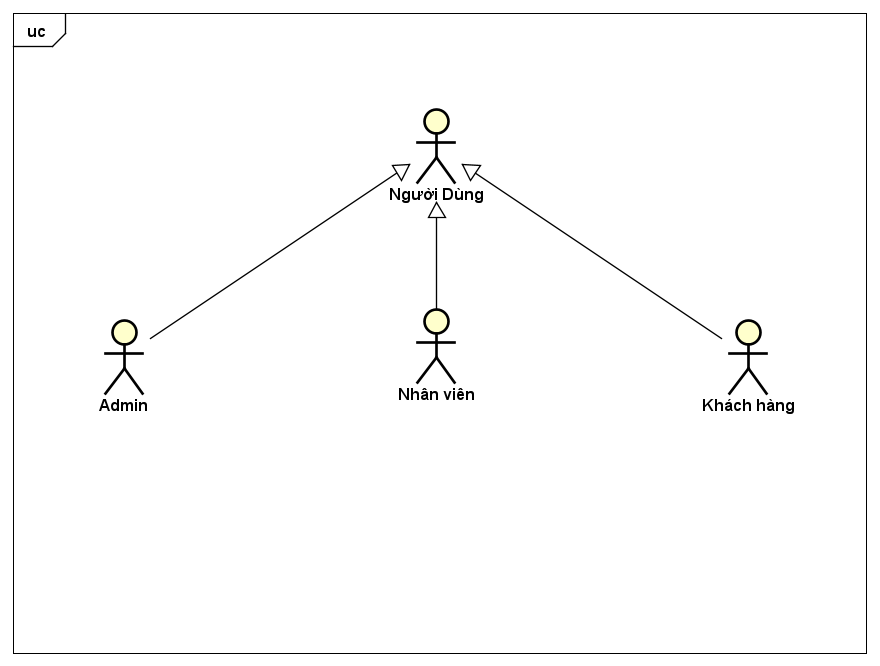 uc
Người Dùng
Admin
Nhân viên
Khách hàng